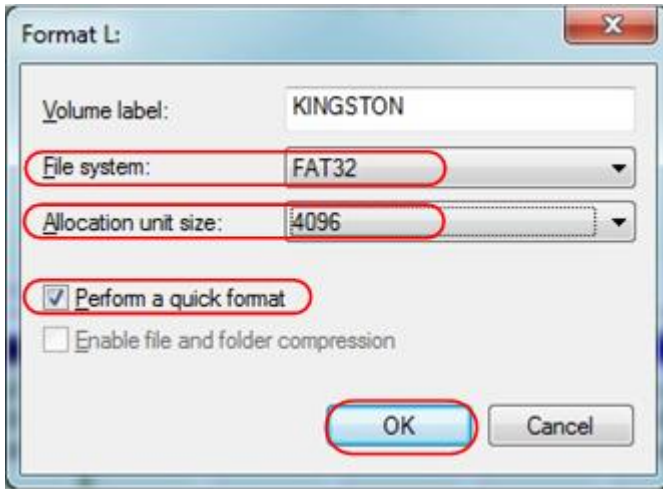 Format L:
Volume label: KINGSTON
File system: FAT32
Allocation unit size: 4096
Perform a quick format
Enable file and folder compression
OK Cancel